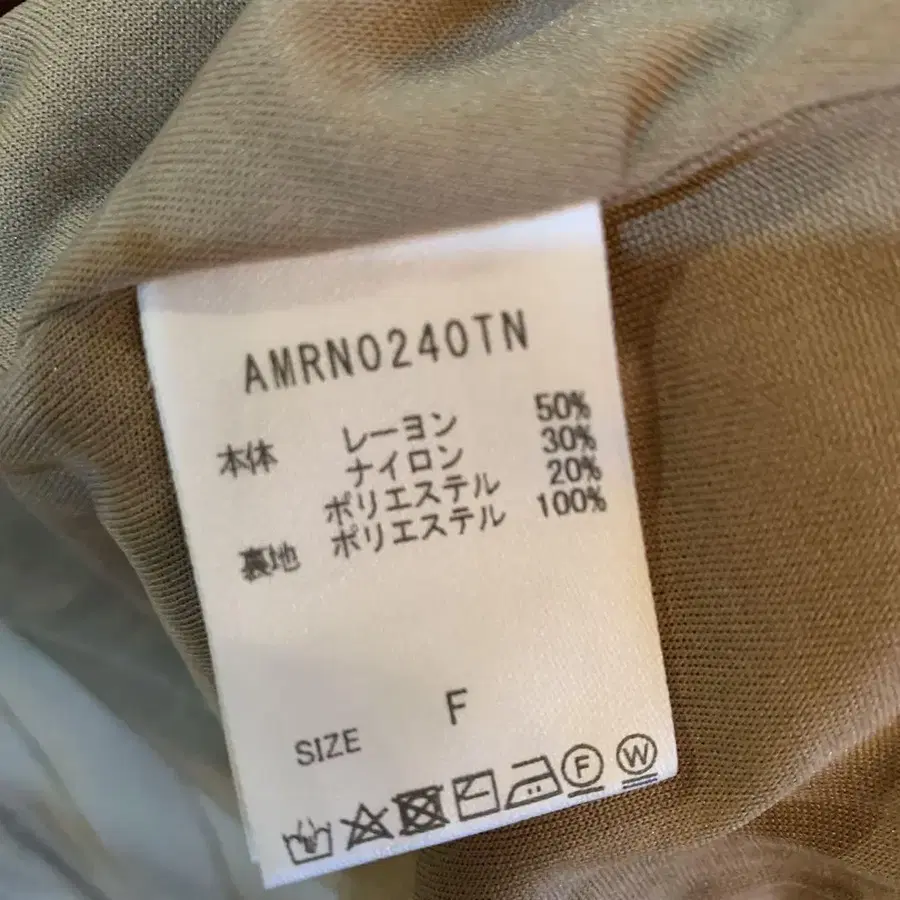 AMRN0240TN
本体 レーヨン 50%
ナイロン 30%
ポリエステル 20%
裏地 ポリエステル 100%
SIZE F
F W